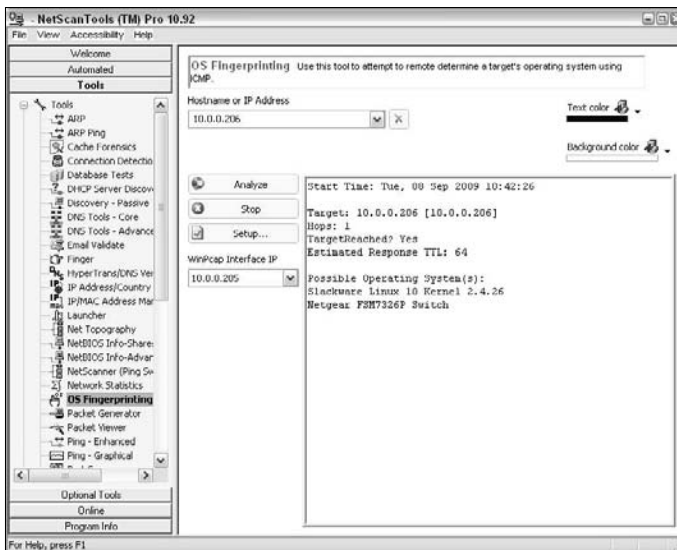 - NetScanTools (TM) Pro 10.92
File View Accessibility Help
Welcome
Automated
Tools
Tools
ARP
ARP Ping
Cache Forensics
Connection Detectio
Database Tests
DHCP Server Discov
Discovery - Passive
DNS Tools - Core
DNS Tools - Advance
Email Validate
Finger
HyperTrans/DNS Ver
IP Address/Country
IP/MAC Address Mar
Launcher
Net Topography
NetBIOS Info-Share
NetBIOS Info-Advan
NetScanner (Ping Sw
Network Statistics
OS Fingerprinting
Packet Generator
Packet Viewer
Ping - Enhanced
Ping - Graphical
Optional Tools
Online
Program Info
OS Fingerprinting Use this tool to attempt to remote determine a target's operating system using
ICMP.
Hostname or IP Address
10.0.0.206
Text color
Background color
Analyze
Stop
Setup...
WinPcap Interface IP
10.0.0.205
Start Time: Tue, 08 Sep 2009 10:42:26
Target: 10.0.0.206 [10.0.0.206]
Hops: 1
TargetReached? Yes
Estimated Response TTL: 64
Possible Operating System(s):
Slackware Linux 10 Kernel 2.4.26
Netgear FSM7326P Switch
For Help, press F1